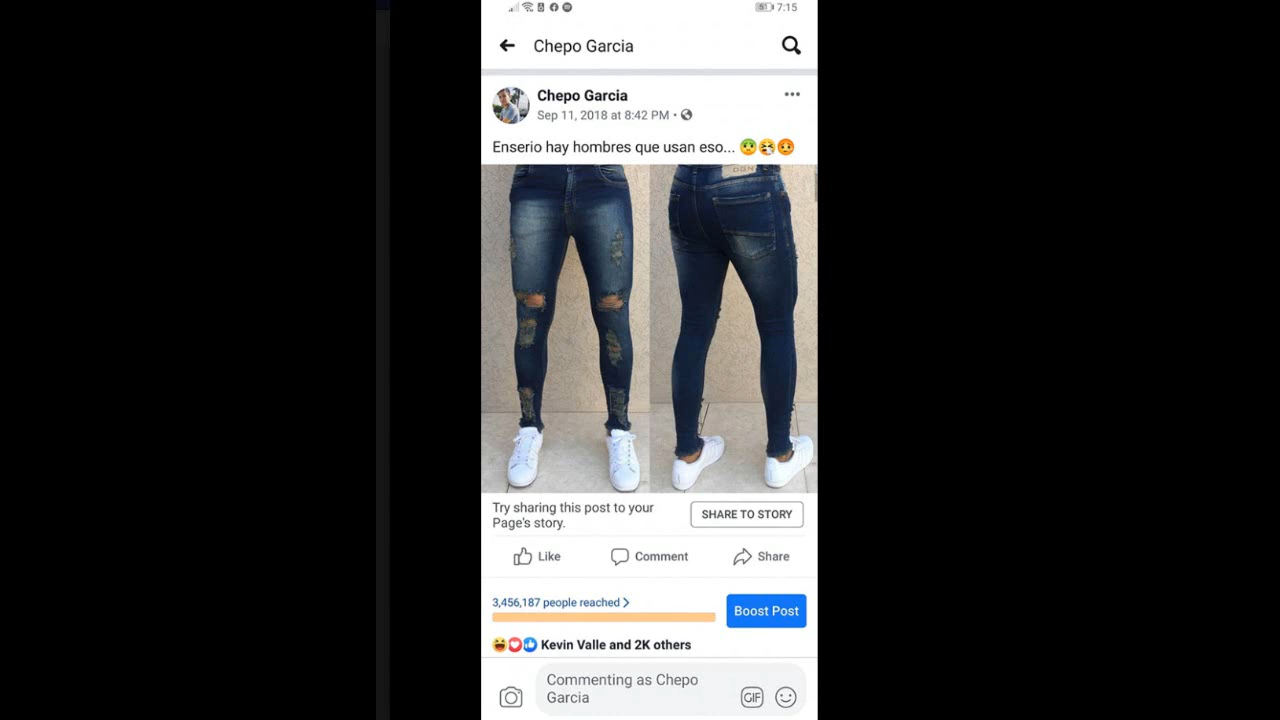 51 7:15
Chepo Garcia
Chepo Garcia
Sep 11, 2018 at 8:42 PM •
Enserio hay hombres que usan eso...
DGN
Try sharing this post to your
Page's story.
SHARE TO STORY
Like Comment Share
3,456,187 people reached
Boost Post
Kevin Valle and 2K others
Commenting as Chepo
Garcia
GIF